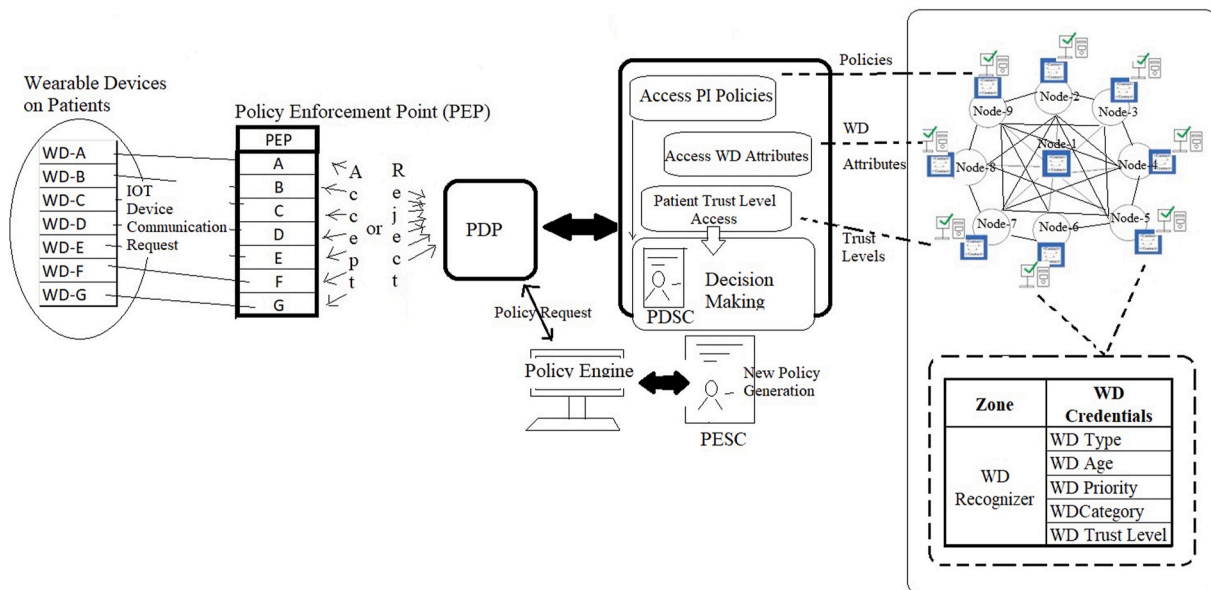 Wearable Devices
on Patients
WD-A
WD-B
WD-C
WD-D
WD-E
WD-F
WD-G
IOT
Device
Communication
Request
Policy Enforcement Point (PEP)
PEP
A
B
C
D
E
F
G
Accept
or
Reject
PDP
Policy Request
Policy Engine
New Policy
Generation
PESC
Access PI Policies
Access WD Attributes
Patient Trust Level
Access
Decision
Making
PDSC
Policies
WD
Attributes
Trust
Levels
Node-2
Node-9
Node-3
Node-1
Node-8
Node-4
Node-7
Node-6
Node-5
Zone
WD
Credentials
WD
Recognizer
WD Type
WD Age
WD Priority
WDCategory
WD Trust Level